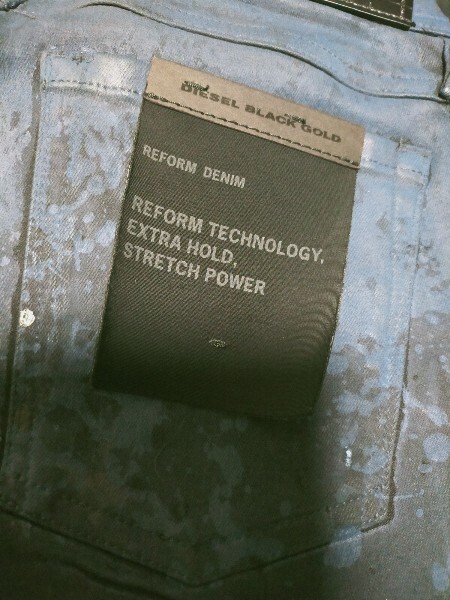 DIESEL BLACK GOLD
REFORM DENIM
REFORM TECHNOLOGY,
EXTRA HOLD,
STRETCH POWER